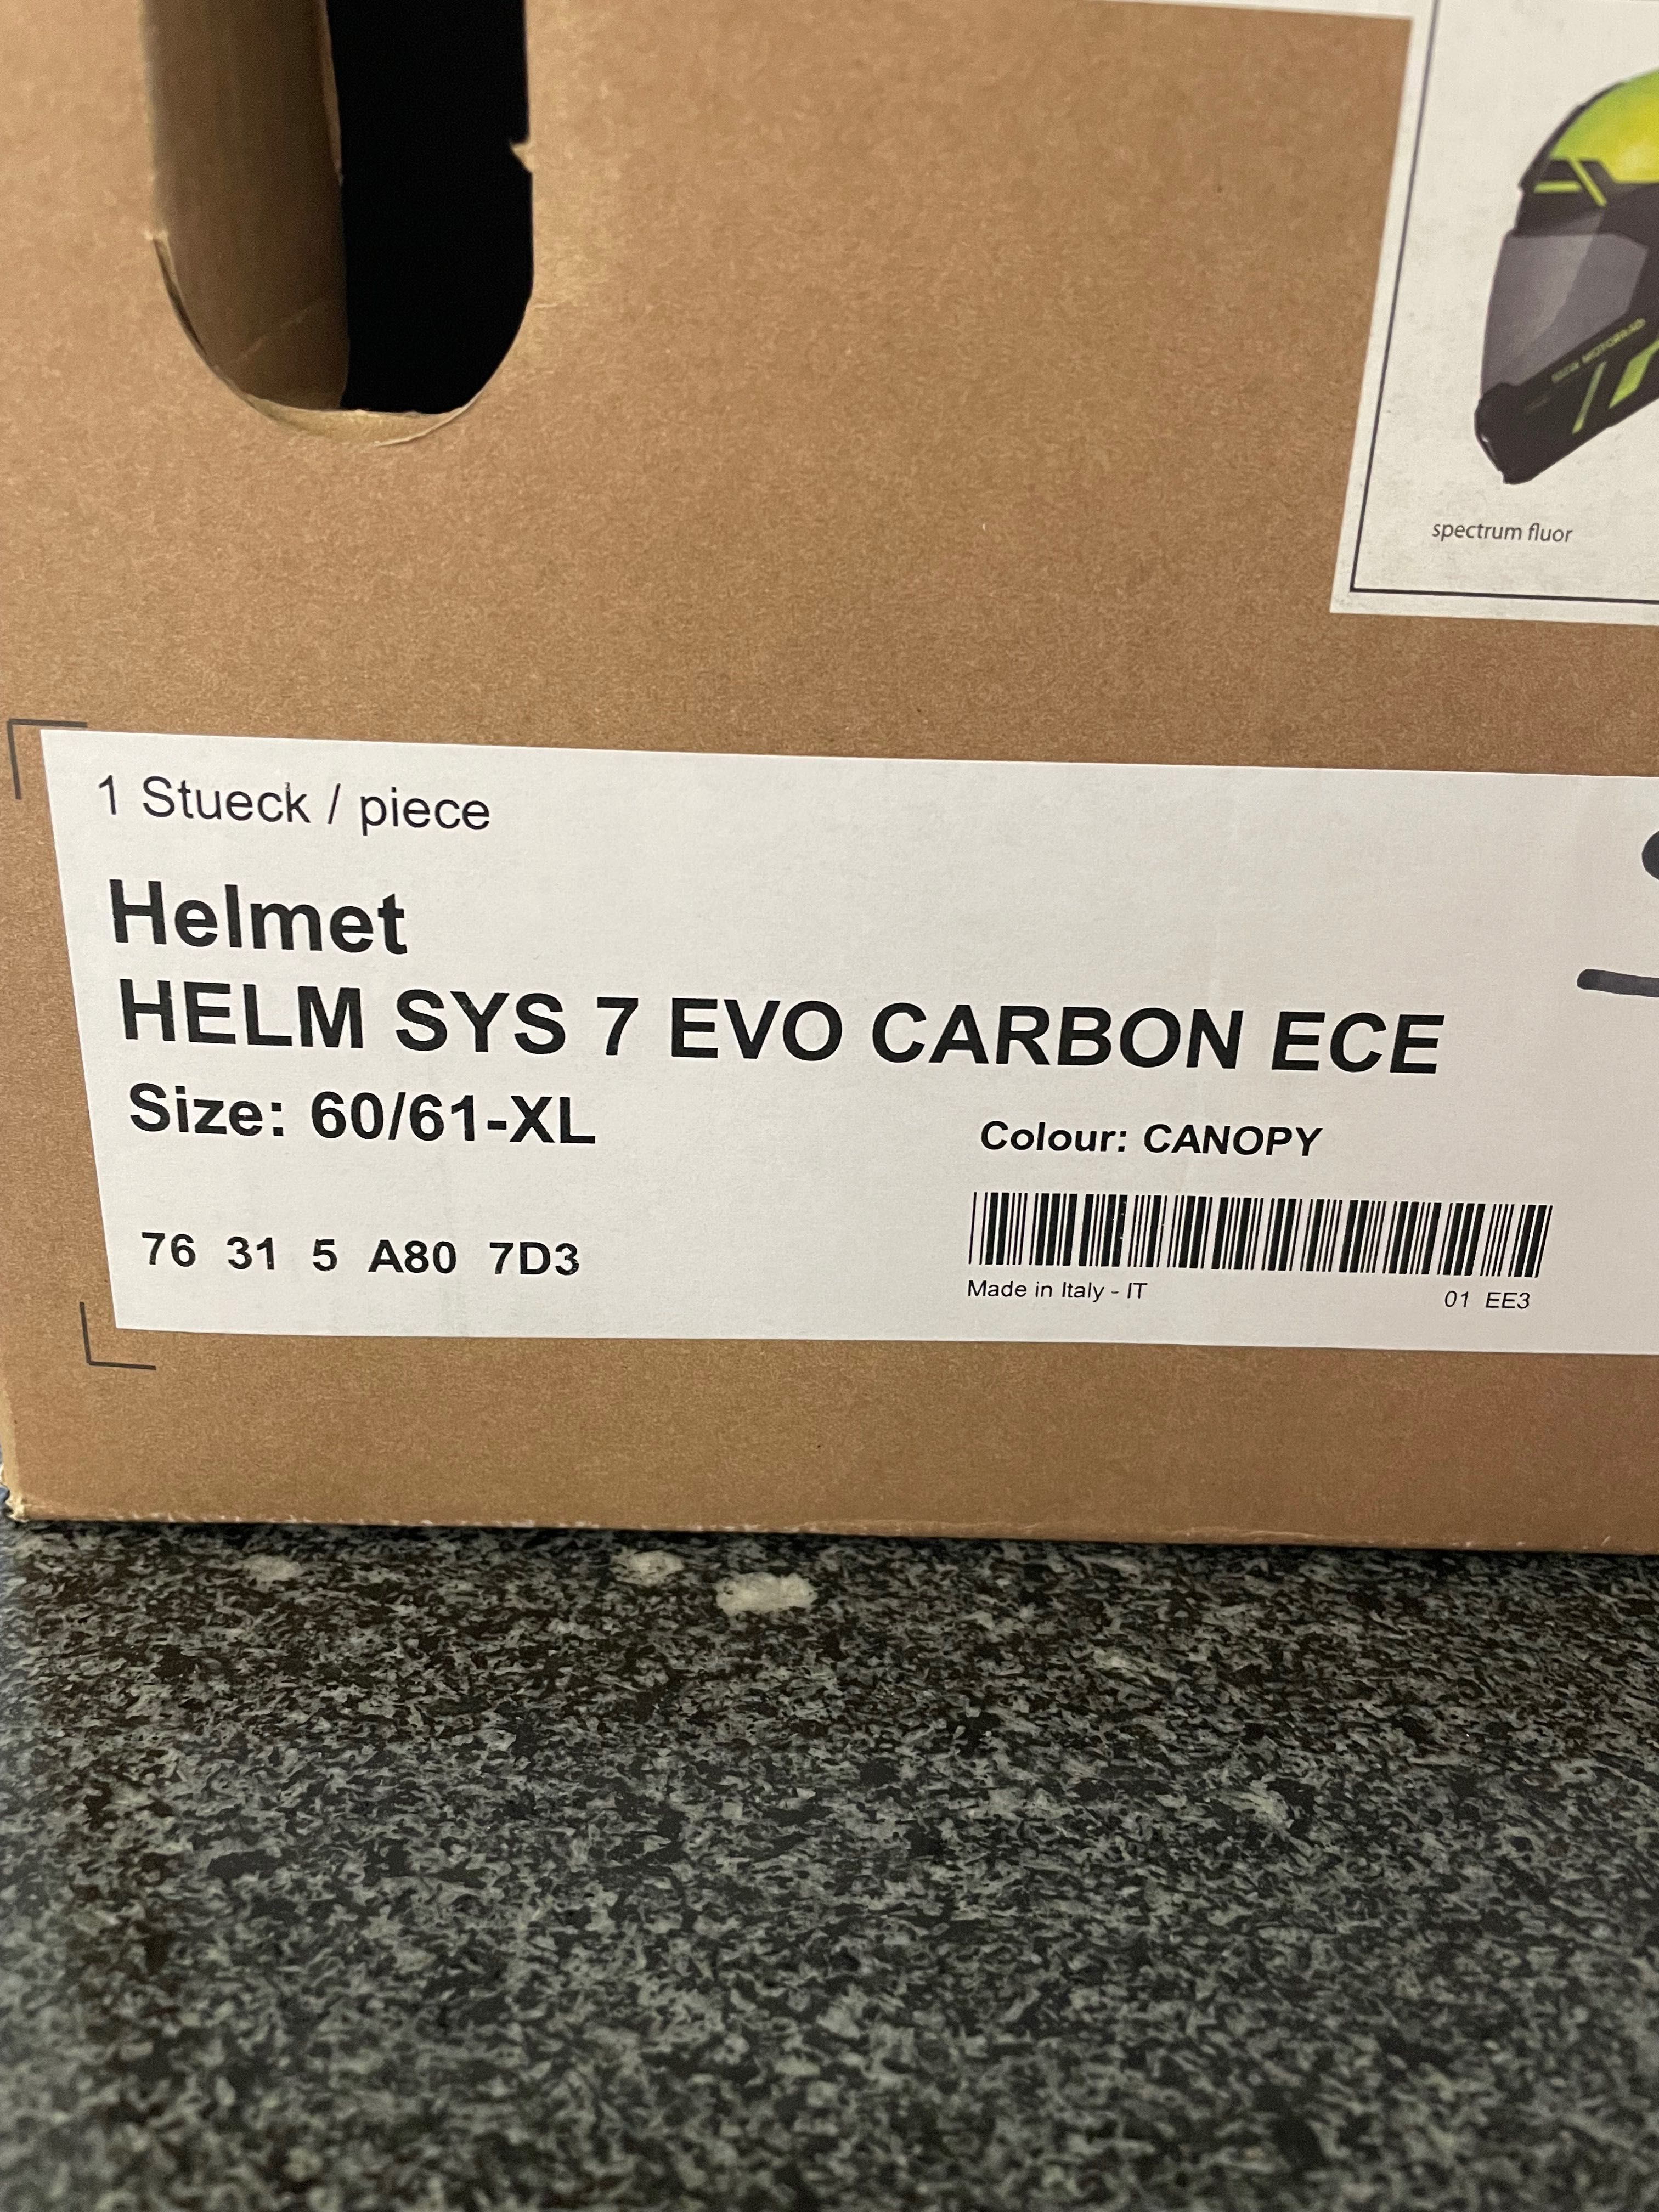 spectrum fluor
1 Stueck / piece
Helmet
HELM SYS 7 EVO CARBON ECE
Size: 60/61-XL
Colour: CANOPY
76 31 5 A80 7D3
Made in Italy - IT
01 EE3